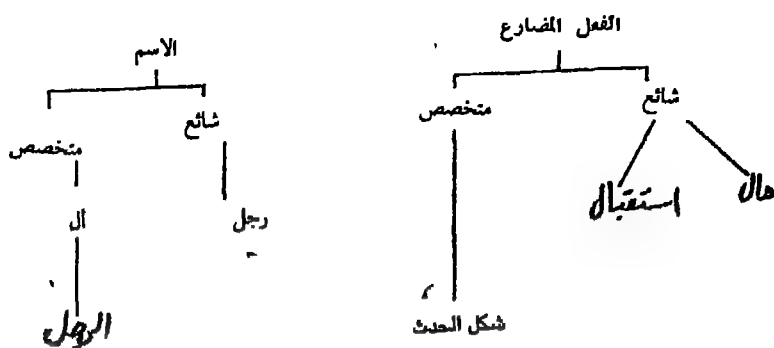 الفعل المضارع
شائع
متخصص
حال
استقبال
شكل الحدث
الاسم
شائع
متخصص
رجل
ال
الرجل